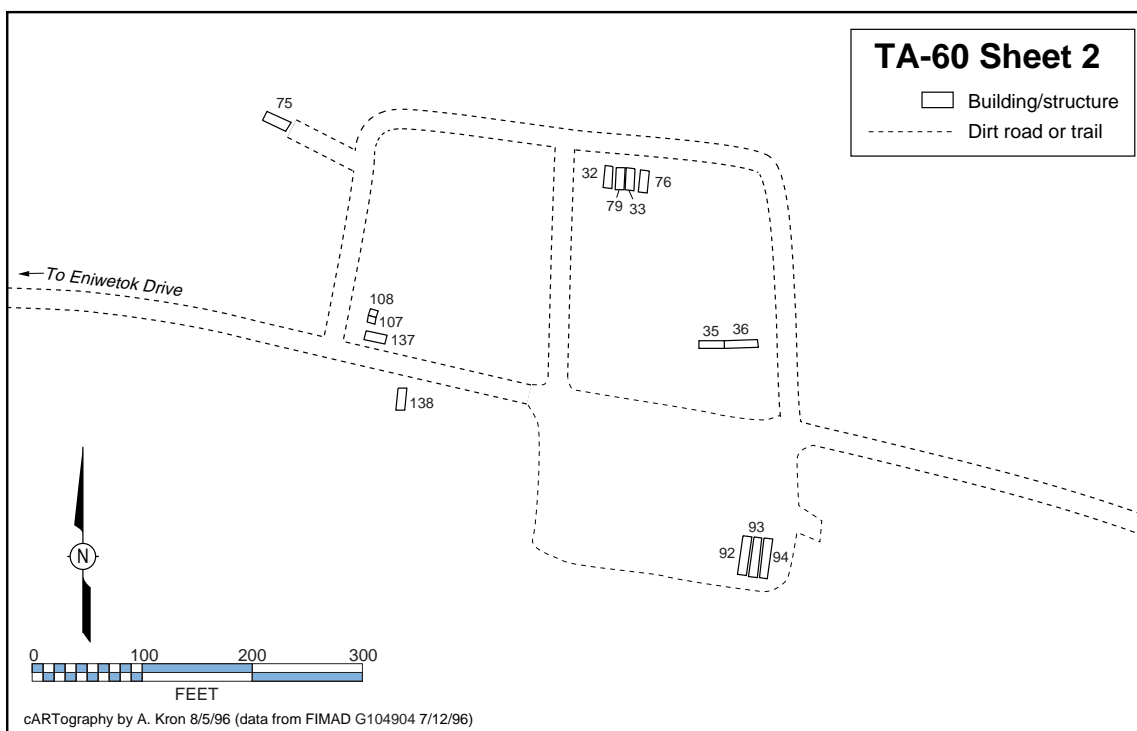 TA-60 Sheet 2
Building/structure
Dirt road or trail
75
32
76
79 33
To Eniwetok Drive
108
107
137
35 36
138
93
92
94
N
0 100 200 300
FEET
cARTography by A. Kron 8/5/96 (data from FIMAD G104904 7/12/96)